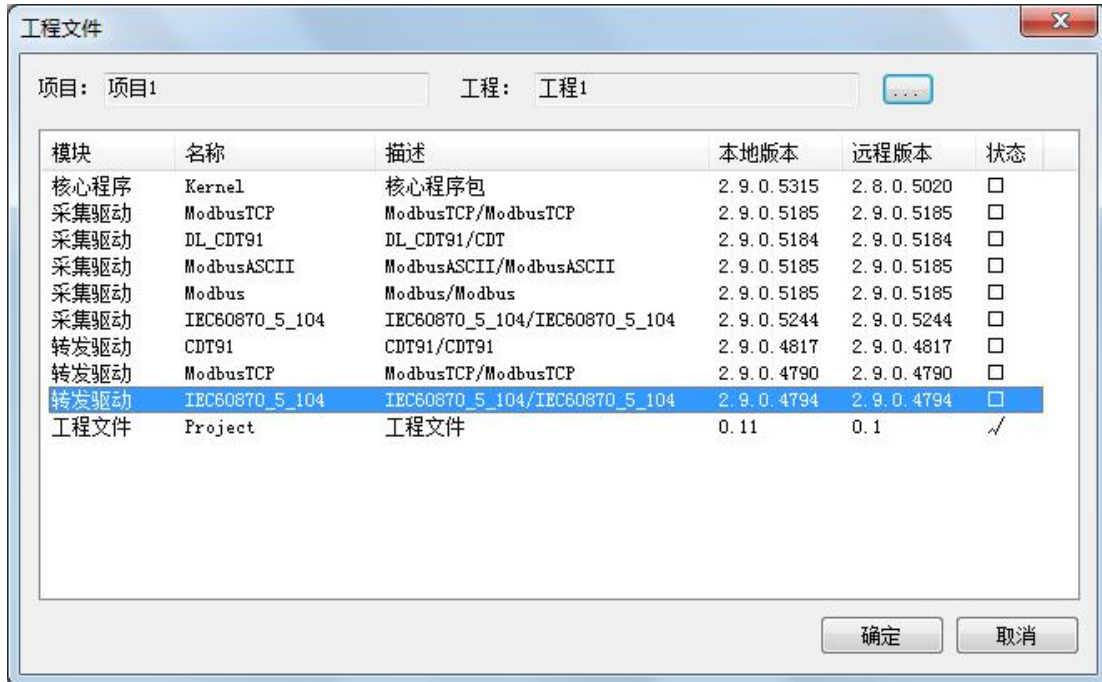 工程文件
项目: 项目1 工程: 工程1 ...
模块 名称 描述 本地版本 远程版本 状态
核心程序 Kernel 核心程序包 2.9.0.5315 2.8.0.5020
采集驱动 ModbusTCP ModbusTCP/ModbusTCP 2.9.0.5185 2.9.0.5185
采集驱动 DL_CDT91 DL_CDT91/CDT 2.9.0.5184 2.9.0.5184
采集驱动 ModbusASCII ModbusASCII/ModbusASCII 2.9.0.5185 2.9.0.5185
采集驱动 Modbus Modbus/Modbus 2.9.0.5185 2.9.0.5185
采集驱动 IEC60870_5_104 IEC60870_5_104/IEC60870_5_104 2.9.0.5244 2.9.0.5244
转发驱动 CDT91 CDT91/CDT91 2.9.0.4817 2.9.0.4817
转发驱动 ModbusTCP ModbusTCP/ModbusTCP 2.9.0.4790 2.9.0.4790
转发驱动 IEC60870_5_104 IEC60870_5_104/IEC60870_5_104 2.9.0.4794 2.9.0.4794
工程文件 Project 工程文件 0.11 0.1
确定 取消